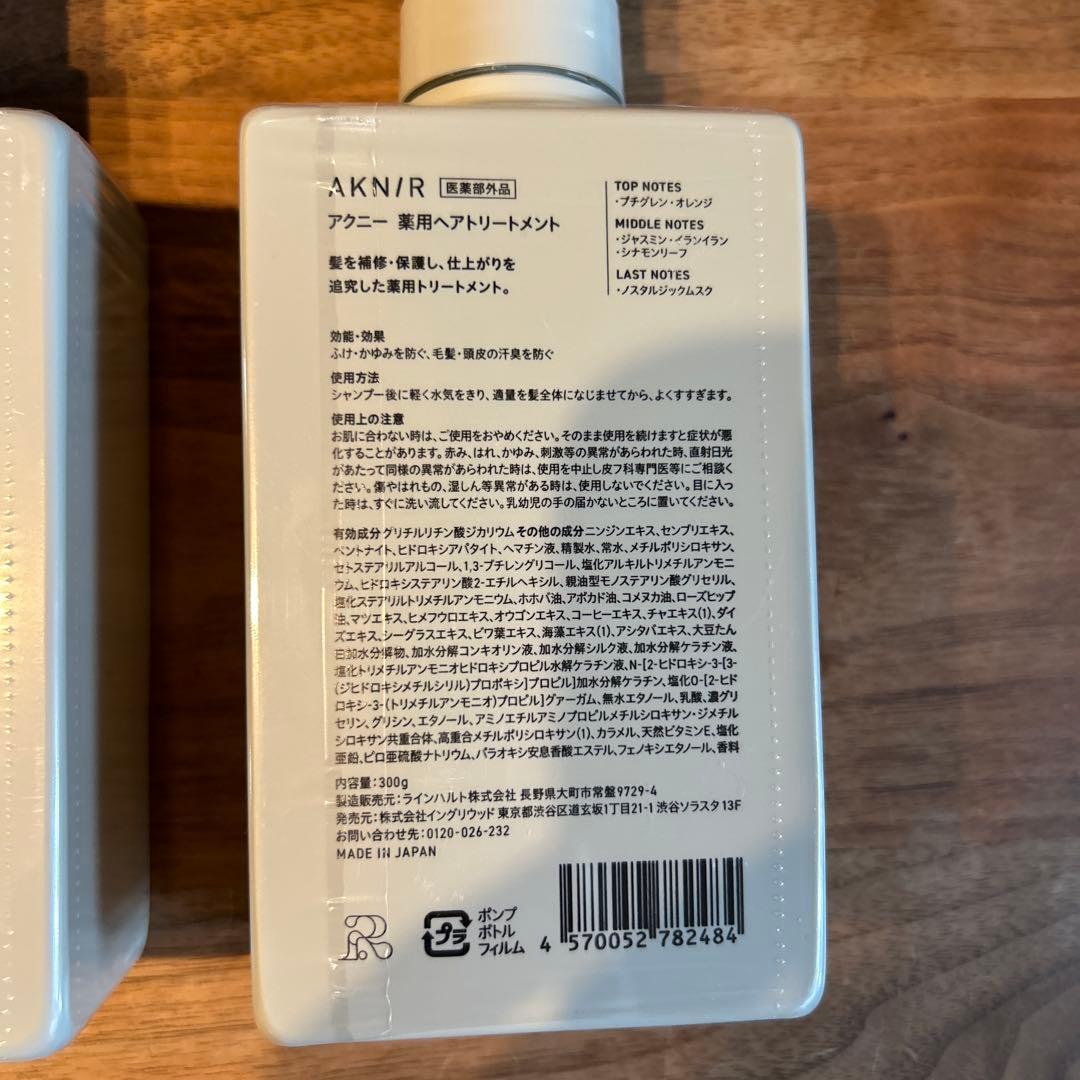 AKN/R 医薬部外品
アクニー 薬用ヘアトリートメント
髪を補修・保護し、仕上がりを
追究した薬用トリートメント。
TOP NOTES
・プチグレン・オレンジ
MIDDLE NOTES
・ジャスミン・イランイラン
・シナモンリーフ
LAST NOTES
・ノスタルジックムスク
効能・効果
ふけ・かゆみを防ぐ、毛髪・頭皮の汗臭を防ぐ
使用方法
シャンプー後に軽く水気をきり、適量を髪全体になじませてから、よくすすぎます。
使用上の注意
お肌に合わない時は、ご使用をおやめください。そのまま使用を続けますと症状が悪
化することがあります。赤み、はれ、かゆみ、刺激等の異常があらわれた時、直射日光
があたって同様の異常があらわれた時は、使用を中止し皮フ科専門医等にご相談く
ださい。傷やはれもの、湿しん等異常がある時は、使用しないでください。目に入っ
た時は、すぐに洗い流してください。乳幼児の手の届かないところに置いてください。
有効成分 グリチルリチン酸ジカリウム その他の成分 ニンジンエキス、センブリエキス、
ベントナイト、ヒドロキシアパタイト、ヘマチン液、精製水、常水、メチルポリシロキサン、
セトステアリルアルコール、1,3-ブチレングリコール、塩化アルキルトリメチルアンモニ
ウム、ヒドロキシステアリン酸2-エチルヘキシル、親油型モノステアリン酸グリセリル、
塩化ステアリルトリメチルアンモニウム、ホホバ油、アボカド油、コメヌカ油、ローズヒップ
油、マツエキス、ヒメフウロエキス、オウゴンエキス、コーヒーエキス、チャエキス(1)、ダイ
ズエキス、シーグラスエキス、ビワ葉エキス、海藻エキス(1)、アシタバエキス、大豆たん
白加水分解物、加水分解コンキオリン液、加水分解シルク液、加水分解ケラチン液、
塩化トリメチルアンモニオヒドロキシプロピル水解ケラチン液、N-[2-ヒドロキシ-3-[3-
(ジヒドロキシメチルシリル)プロポキシ]プロピル]加水分解ケラチン、塩化O-[2-ヒド
ロキシ-3-(トリメチルアンモニオ)プロピル]グァーガム、無水エタノール、乳酸、濃グリ
セリン、グリシン、エタノール、アミノエチルアミノプロピルメチルシロキサン・ジメチル
シロキサン共重合体、高重合メチルポリシロキサン(1)、カラメル、天然ビタミンE、塩化
亜鉛、ピロ亜硫酸ナトリウム、パラオキシ安息香酸エステル、フェノキシエタノール、香料
内容量：300g
製造販売元：ラインハルト株式会社 長野県大町市常盤9729-4
発売元：株式会社イングリウッド 東京都渋谷区道玄坂1丁目21-1 渋谷ソラスタ 13F
お問い合わせ先：0120-026-232
MADE IN JAPAN
R
プラ
ポンプ
ボトル
フィルム
4 570052 782484